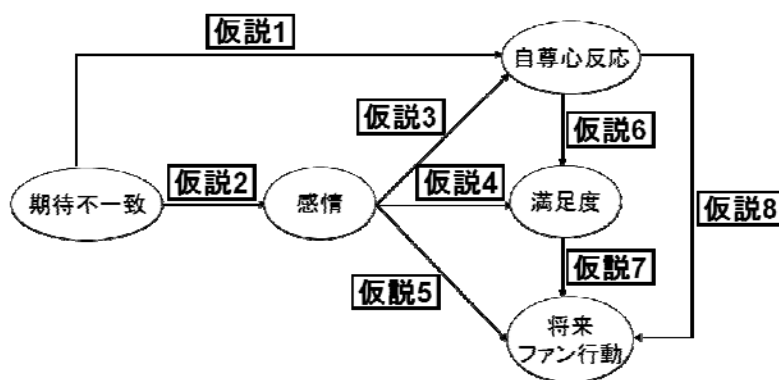 仮説1
自尊心反応
仮説3
仮説6
期待不一致
仮説2
感情
仮説4
満足度
仮説8
仮説5
仮説7
将来
ファン行動